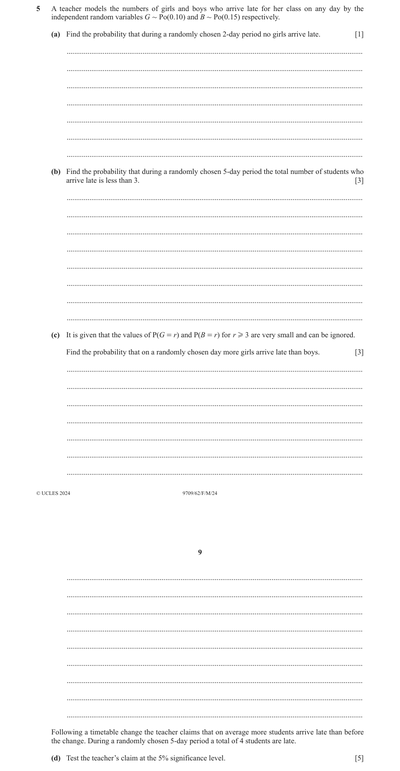 5 A teacher models the numbers of girls and boys who arrive late for her class on any day by the
independent random variables G ~ Po(0.10) and B ~ Po(0.15) respectively.
(a) Find the probability that during a randomly chosen 2-day period no girls arrive late. [1]
(b) Find the probability that during a randomly chosen 5-day period the total number of students who
arrive late is less than 3. [3]
(c) It is given that the values of P(G = r) and P(B = r) for r ⩾ 3 are very small and can be ignored.
Find the probability that on a randomly chosen day more girls arrive late than boys. [3]
© UCLES 2024 9709/62/F/M/24
9
Following a timetable change the teacher claims that on average more students arrive late than before
the change. During a randomly chosen 5-day period a total of 4 students are late.
(d) Test the teacher's claim at the 5% significance level. [5]